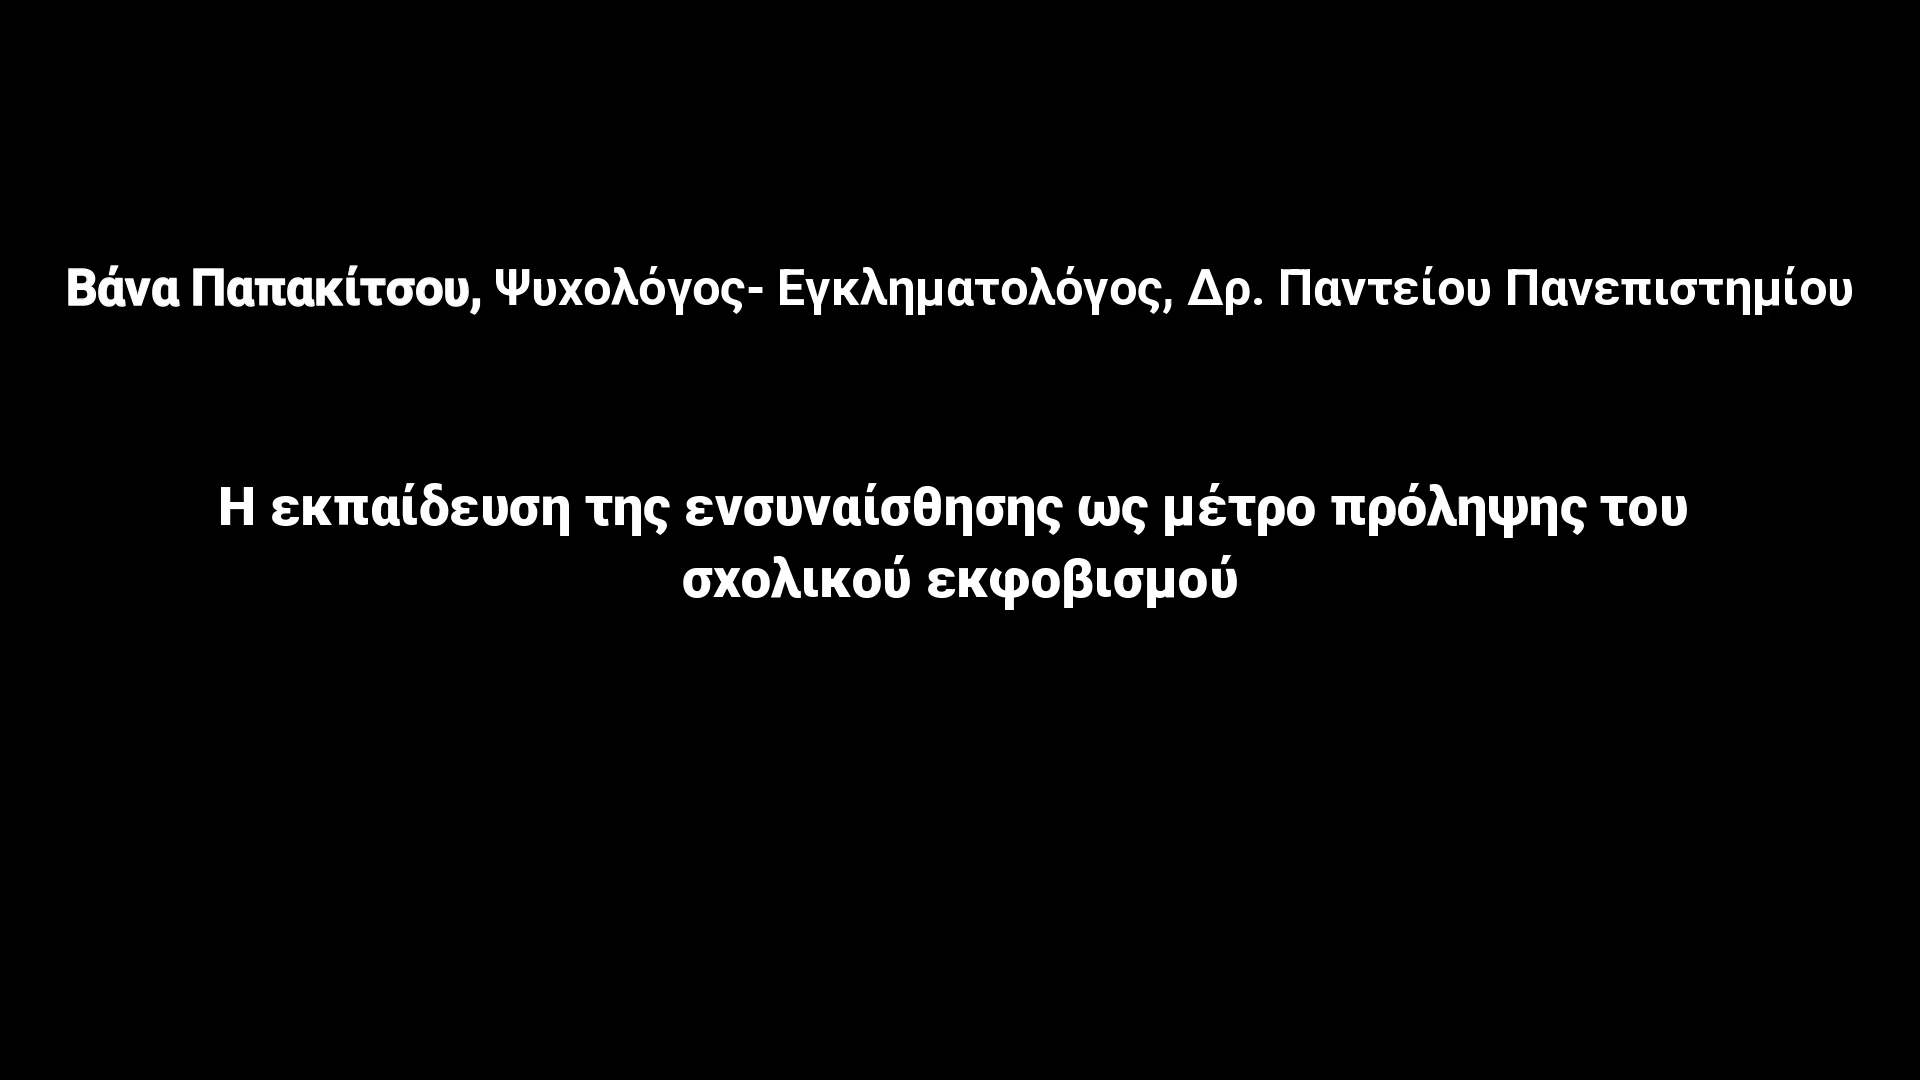 Βάνα Παπακίτσου, Ψυχολόγος- Εγκληματολόγος, Δρ. Παντείου Πανεπιστημίου
Η εκπαίδευση της ενσυναίσθησης ως μέτρο πρόληψης του
σχολικού εκφοβισμού